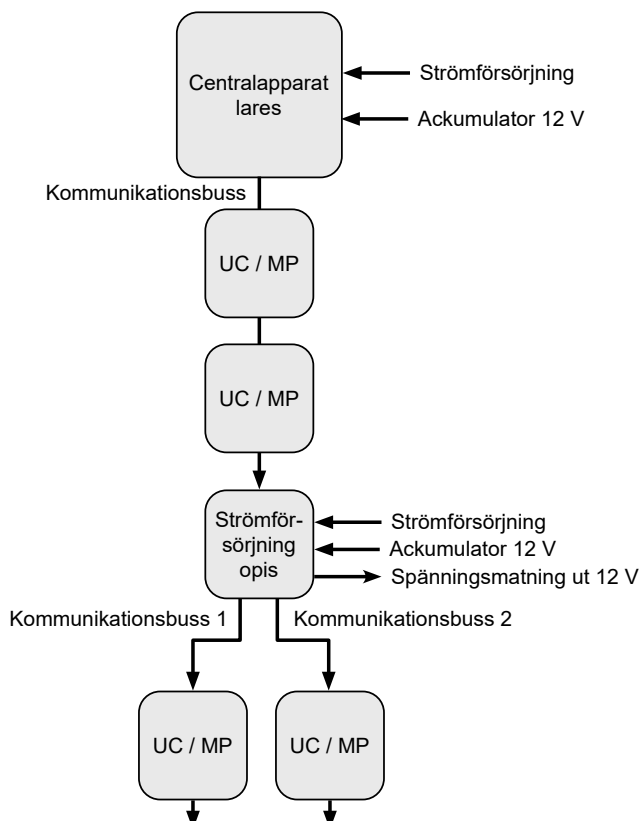 Centralapparat
lares
Strömförsörjning
Ackumulator 12 V
Kommunikationsbuss
UC / MP
UC / MP
Strömför-
sörjning
opis
Strömförsörjning
Ackumulator 12 V
Spänningsmatning ut 12 V
Kommunikationsbuss 1
Kommunikationsbuss 2
UC / MP
UC / MP